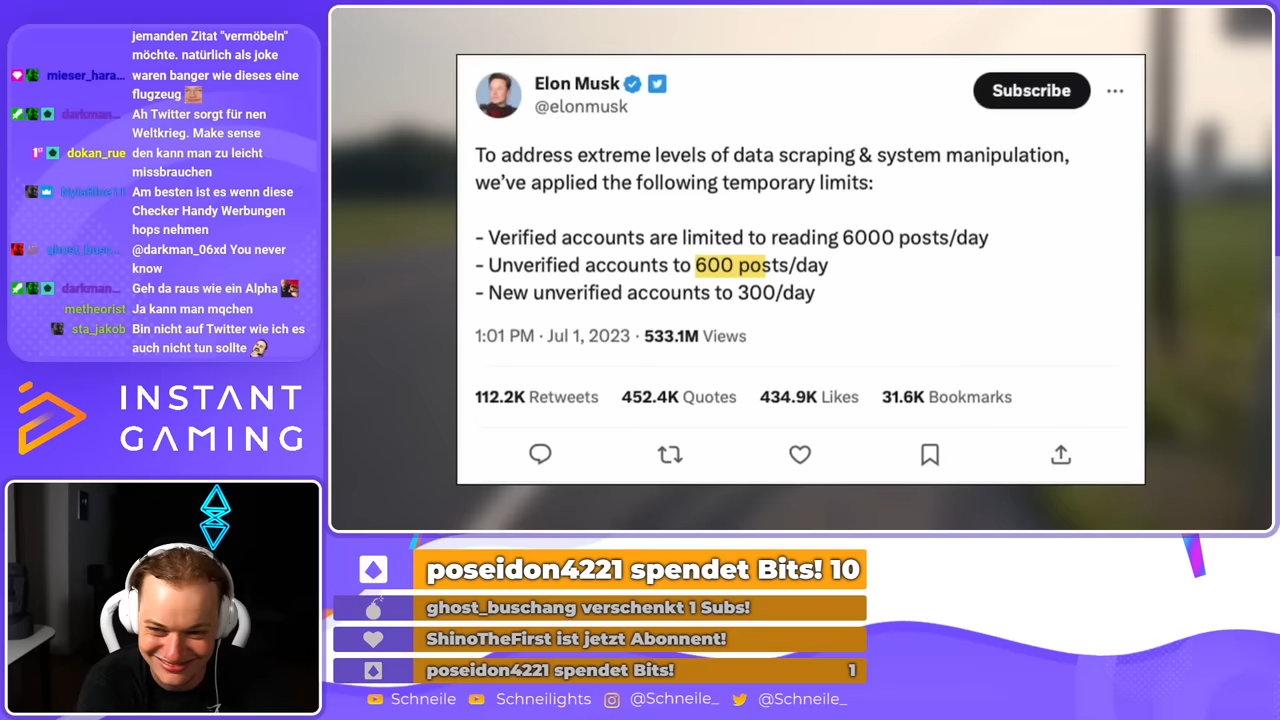 jemanden Zitat "vermöbeln"
möchte. natürlich als joke
mieser_hara... waren banger wie dieses eine
flugzeug
darkman... Ah Twitter sorgt für nen
Weltkrieg. Make sense
dokan_rue den kann man zu leicht
missbrauchen
Am besten ist es wenn diese
Checker Handy Werbungen
hops nehmen
ghost_busc... @darkman_06xd You never
know
darkman... Geh da raus wie ein Alpha
metheorist Ja kann man mqchen
sta_jakob Bin nicht auf Twitter wie ich es
auch nicht tun sollte
INSTANT
GAMING
Elon Musk
@elonmusk
Subscribe
To address extreme levels of data scraping & system manipulation,
we've applied the following temporary limits:
- Verified accounts are limited to reading 6000 posts/day
- Unverified accounts to 600 posts/day
- New unverified accounts to 300/day
1:01 PM · Jul 1, 2023 · 533.1M Views
112.2K Retweets 452.4K Quotes 434.9K Likes 31.6K Bookmarks
poseidon4221 spendet Bits! 10
ghost_buschang verschenkt 1 Subs!
ShinoTheFirst ist jetzt Abonnent!
poseidon4221 spendet Bits! 1
Schneile Schneilights @Schneile_ @Schneile_